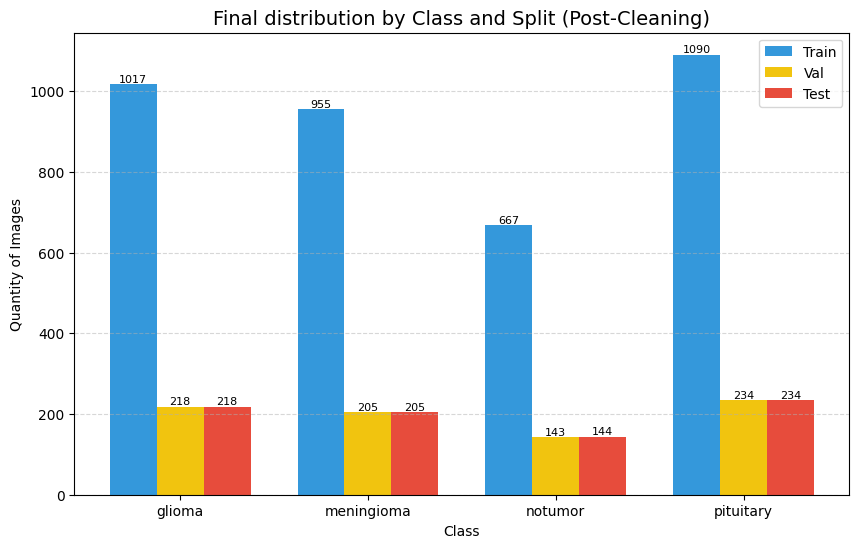 Final distribution by Class and Split (Post-Cleaning)
Train
Val
Test
Quantity of Images
1000
800
600
400
200
0
1017
218
218
955
205
205
667
143
144
1090
234
234
glioma
meningioma
notumor
pituitary
Class